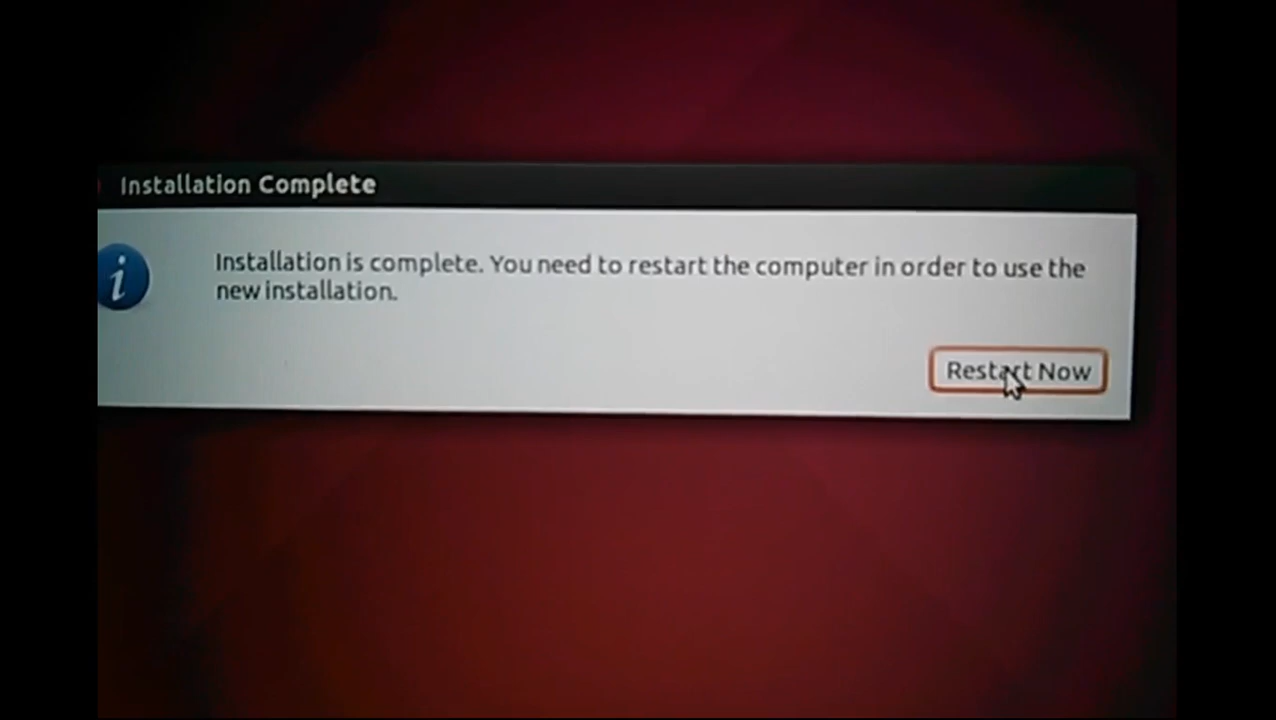 Installation Complete
Installation is complete. You need to restart the computer in order to use the
new installation.
Restart Now